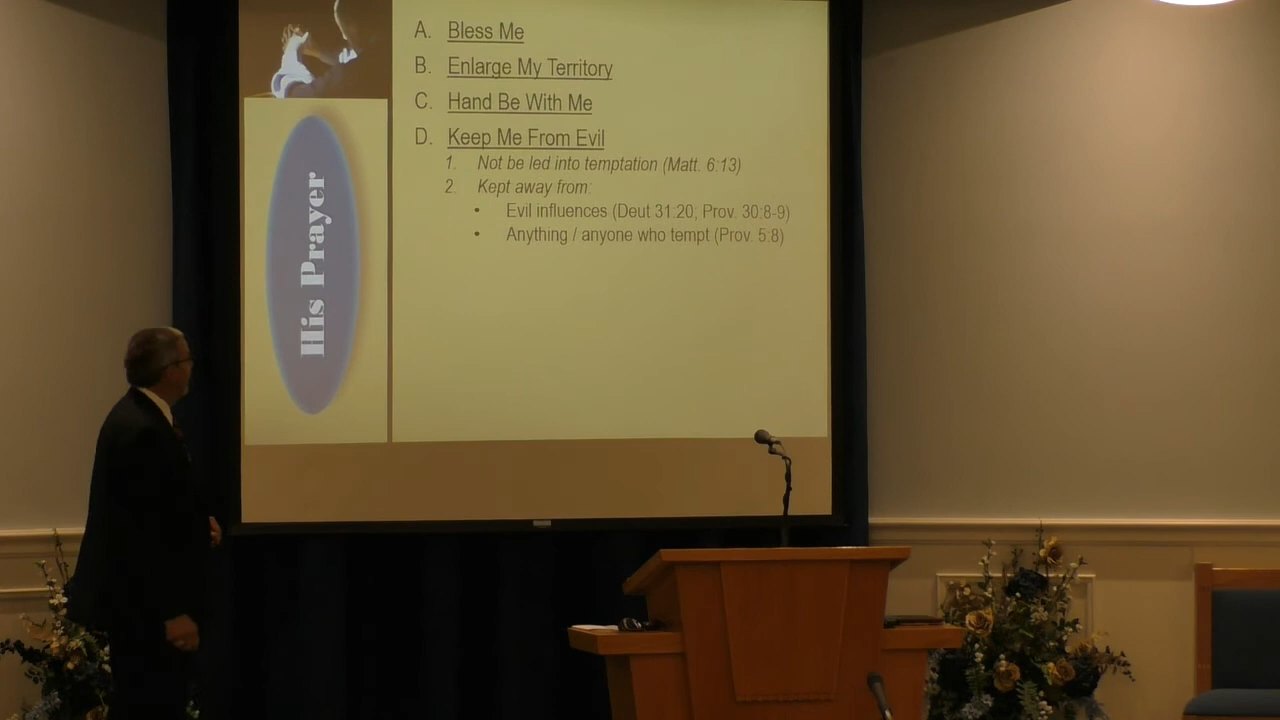 A. Bless Me
B. Enlarge My Territory
C. Hand Be With Me
D. Keep Me From Evil
1. Not be led into temptation (Matt. 6:13)
2. Kept away from:
• Evil influences (Deut 31:20; Prov. 30:8-9)
• Anything / anyone who tempt (Prov. 5:8)
His Prayer